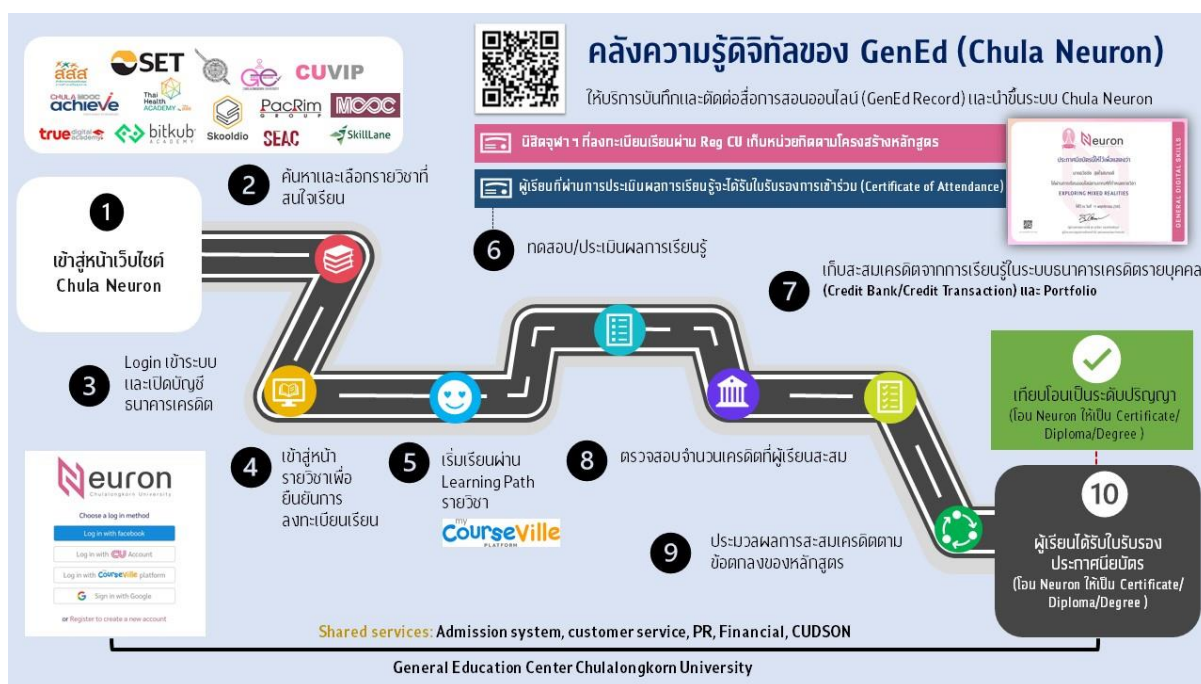 สสส
SET
GE
CUVIP
CHULA MOOC
achieve
Thai
Health
ACADEMY
Skooldio
PacRim
GROUP
MOOC
true digital academy
bitkub
ACADEMY
SEAC
SkillLane
คลังความรู้ดิจิทัลของ GenEd (Chula Neuron)
ให้บริการบันทึกและตัดต่อสื่อการสอนออนไลน์ (GenEd Record) และนำขึ้นระบบ Chula Neuron
นิสิตจุฬา ฯ ที่ลงทะเบียนเรียนผ่าน Reg CU เก็บหน่วยกิตตามโครงสร้างหลักสูตร
ผู้เรียนที่ผ่านการประเมินผลการเรียนรู้จะได้รับใบรับรองการเข้าร่วม (Certificate of Attendance)
Neuron
EXPLORING MIXED REALITIES
GENERAL DIGITAL SKILLS
1
เข้าสู่หน้าเว็บไซต์
Chula Neuron
2
ค้นหาและเลือกรายวิชาที่
สนใจเรียน
3
Login เข้าระบบ
และเปิดบัญชี
ธนาคารเครดิต
4
เข้าสู่หน้า
รายวิชาเพื่อ
ยืนยันการ
ลงทะเบียนเรียน
5
เริ่มเรียนผ่าน
Learning Path
รายวิชา
my
CourseVille
PLATFORM
6
ทดสอบ/ประเมินผลการเรียนรู้
7
เก็บสะสมเครดิตจากการเรียนรู้ในระบบธนาคารเครดิตรายบุคคล
(Credit Bank/Credit Transaction) และ Portfolio
8
ตรวจสอบจำนวนเครดิตที่ผู้เรียนสะสม
9
ประมวลผลการสะสมเครดิตตาม
ข้อตกลงของหลักสูตร
เทียบโอนเป็นระดับปริญญา
(โอน Neuron ให้เป็น Certificate/
Diploma/Degree )
10
ผู้เรียนได้รับใบรับรอง
ประกาศนียบัตร
(โอน Neuron ให้เป็น Certificate/
Diploma/Degree )
Neuron
Chulalongkorn University
Choose a log in method
Log in with facebook
Log in with CU Account
Log in with CourseVille platform
Sign in with Google
or Register to create a new account
Shared services: Admission system, customer service, PR, Financial, CUDSON
General Education Center Chulalongkorn University